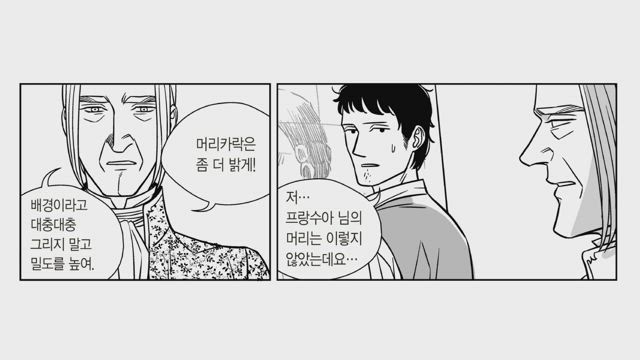 머리카락은
좀 더 밝게!
배경이라고
대충대충
그리지 말고
밀도를 높여.
저…
프랑수아 님의
머리는 이렇지
않았는데요…